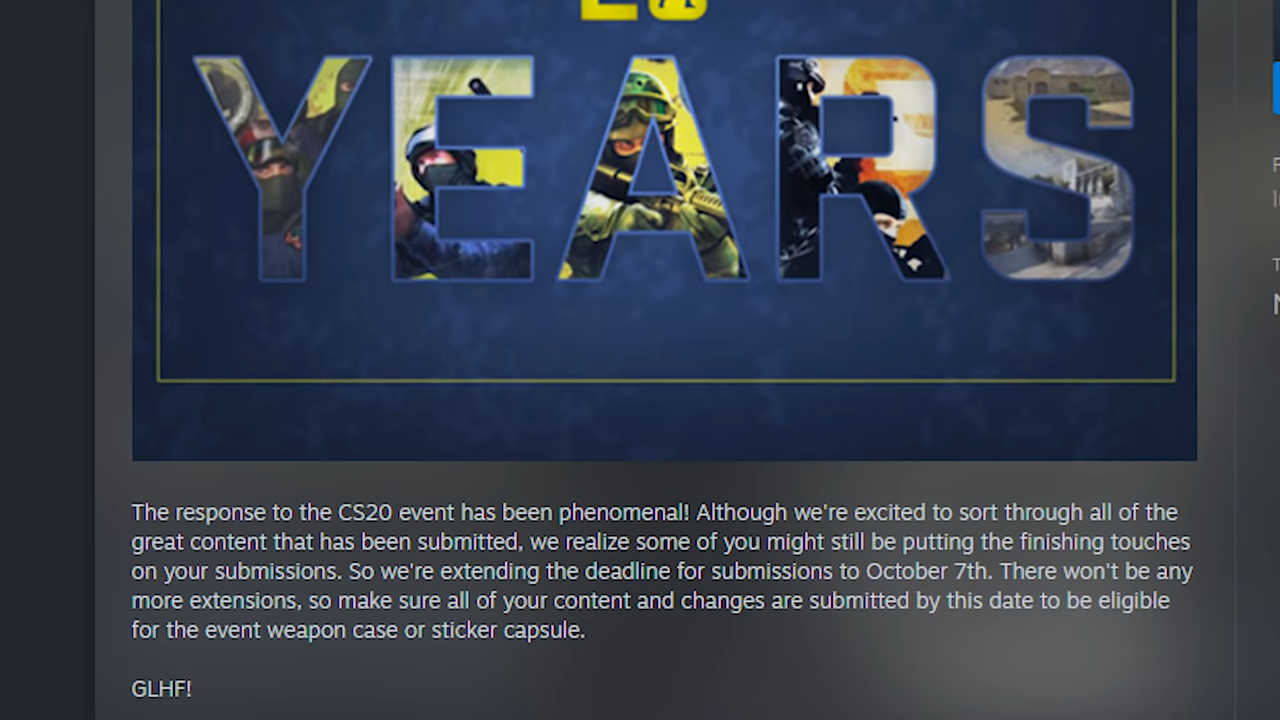 YEARS
The response to the CS20 event has been phenomenal! Although we're excited to sort through all of the
great content that has been submitted, we realize some of you might still be putting the finishing touches
on your submissions. So we're extending the deadline for submissions to October 7th. There won't be any
more extensions, so make sure all of your content and changes are submitted by this date to be eligible
for the event weapon case or sticker capsule.
GLHF!